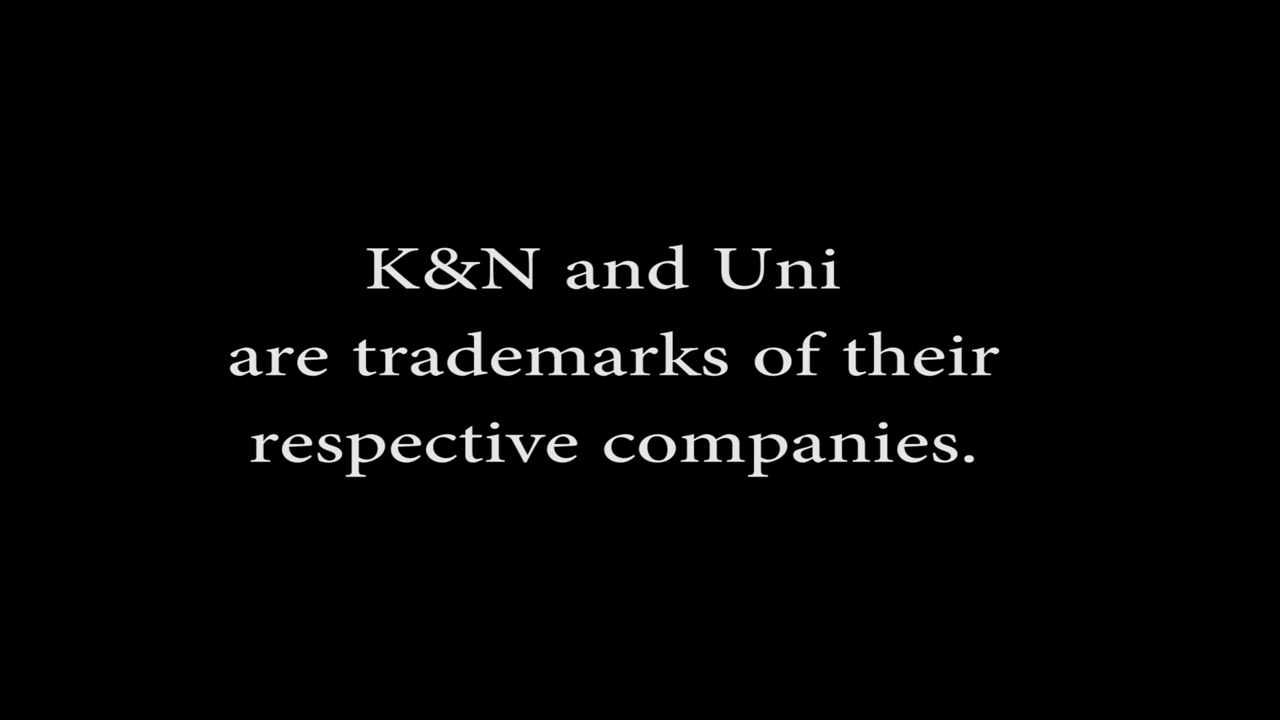 K&N and Uni
are trademarks of their
respective companies.